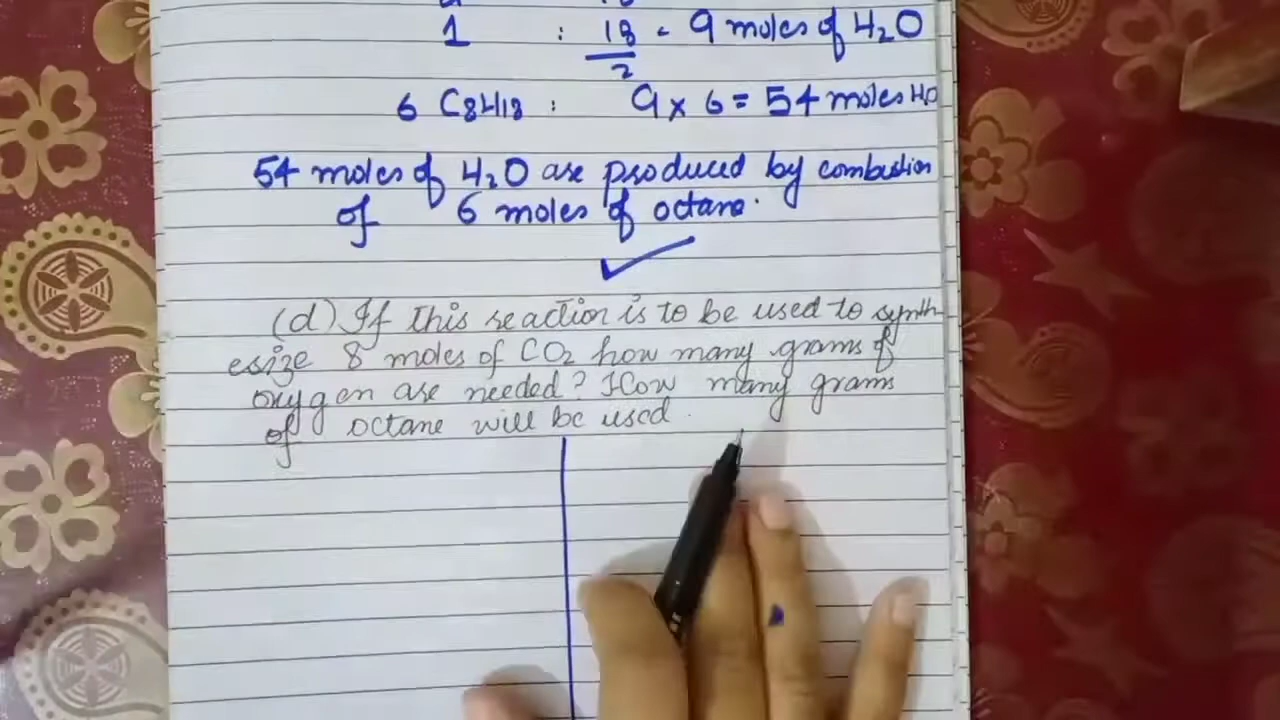 1 : 18/2 = 9 moles of H2O
6 C8H18 : 9 x 6 = 54 moles H2O
54 moles of H2O are produced by combustion
of 6 moles of octane.
(d) If this reaction is to be used to synth
esize 8 moles of CO2 how many grams of
oxygen are needed? How many grams
of octane will be used.